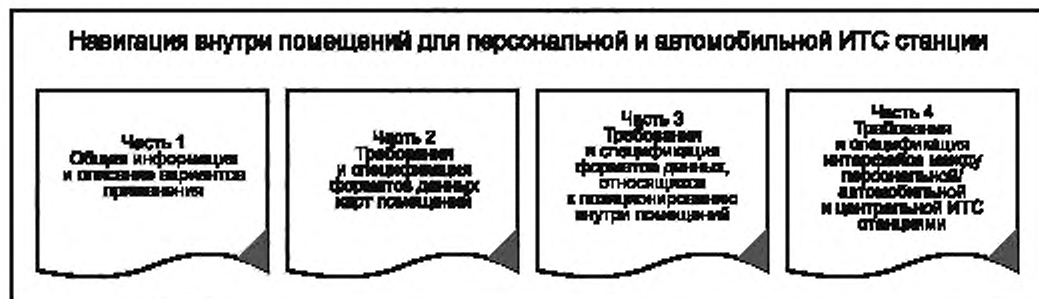 Навигация внутри помещений для персональной и автомобильной ИТС станции
Часть 1
Общая информация
и описание вариантов
применения
Часть 2
Требования
и спецификация
форматов данных
карт помещений
Часть 3
Требования
и спецификация
форматов данных,
относящихся
к позиционированию
внутри помещений
Часть 4
Требования
и спецификация
интерфейса между
персональной/
автомобильной
и центральной ИТС
станциями